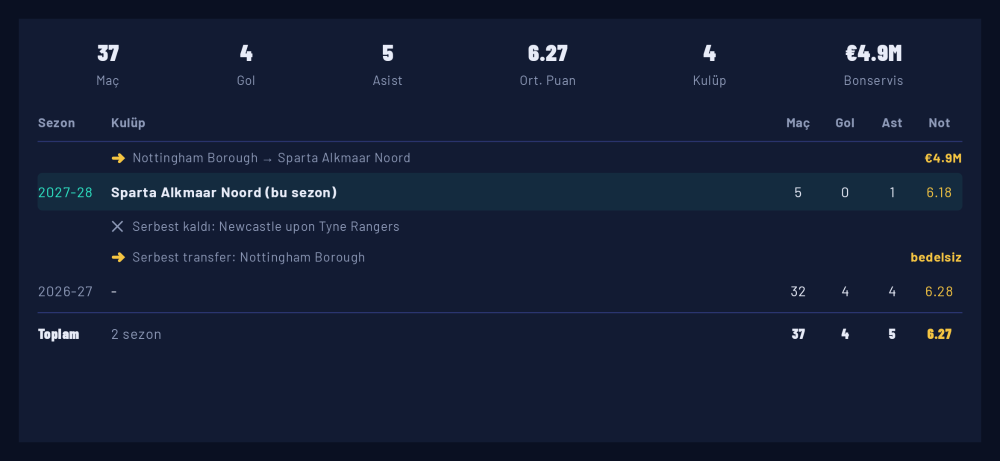 37 4 5 6.27 4 €4.9M
Maç Gol Asist Ort. Puan Kulüp Bonservis
Sezon Kulüp Maç Gol Ast Not
➜ Nottingham Borough → Sparta Alkmaar Noord €4.9M
2027-28 Sparta Alkmaar Noord (bu sezon) 5 0 1 6.18
✕ Serbest kaldı: Newcastle upon Tyne Rangers
➜ Serbest transfer: Nottingham Borough bedelsiz
2026-27 - 32 4 4 6.28
Toplam 2 sezon 37 4 5 6.27